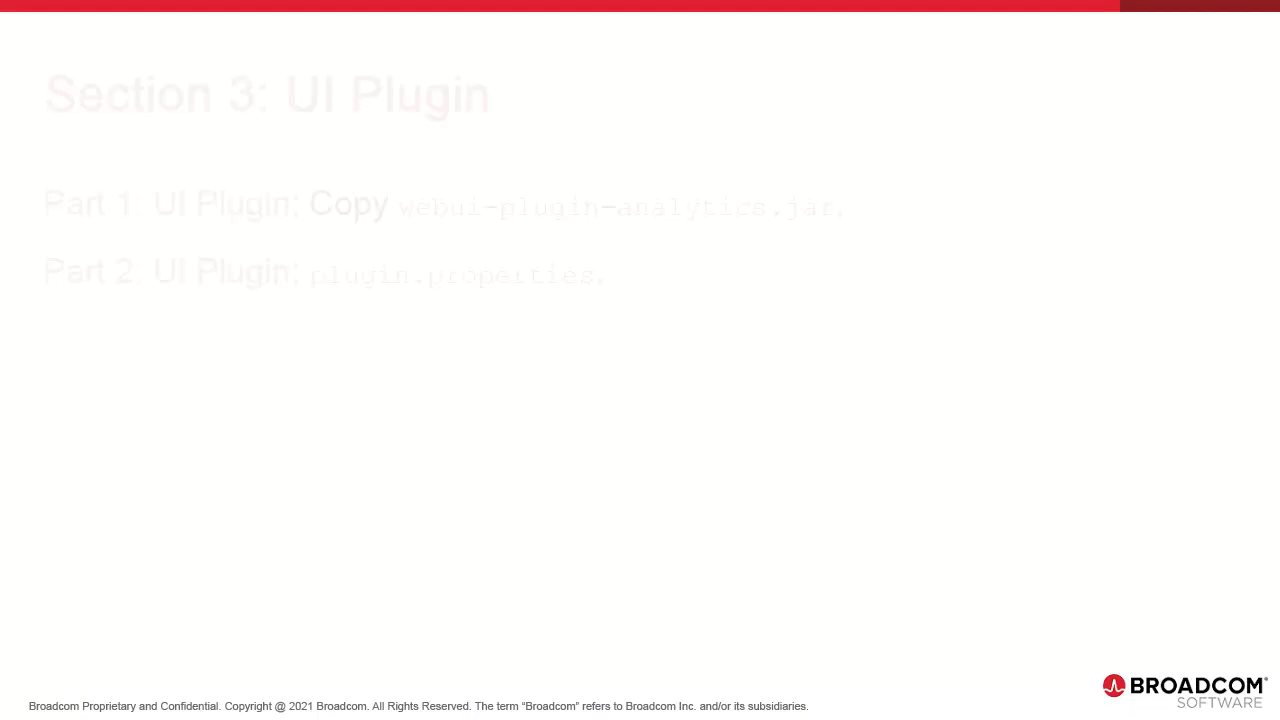 Section 3: UI Plugin
Part 1: UI Plugin: Copy webui-plugin-analytics.jar.
Part 2: UI Plugin: plugin.properties.
BROADCOM®
SOFTWARE
Broadcom Proprietary and Confidential. Copyright @ 2021 Broadcom. All Rights Reserved. The term “Broadcom” refers to Broadcom Inc. and/or its subsidiaries.